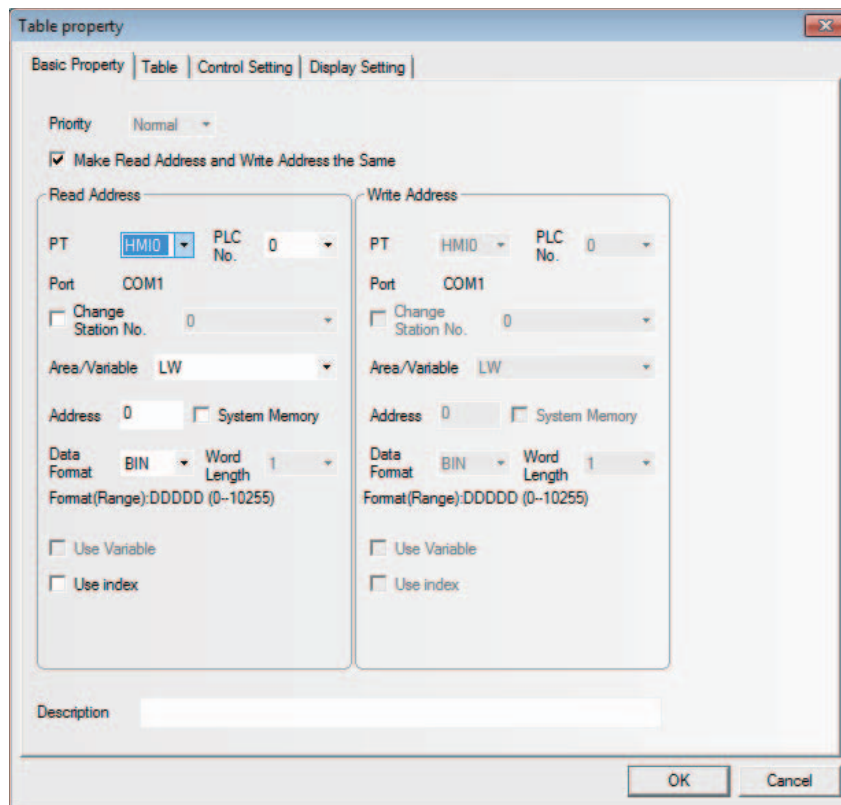 Table property
Basic Property Table Control Setting Display Setting
Priority Normal
Make Read Address and Write Address the Same
Read Address
PT HMI0 PLC No. 0
Port COM1
Change Station No. 0
Area/Variable LW
Address 0 System Memory
Data Format BIN Word Length 1
Format(Range):DDDDD (0--10255)
Use Variable
Use index
Write Address
PT HMI0 PLC No. 0
Port COM1
Change Station No. 0
Area/Variable LW
Address 0 System Memory
Data Format BIN Word Length 1
Format(Range):DDDDD (0--10255)
Use Variable
Use index
Description
OK Cancel